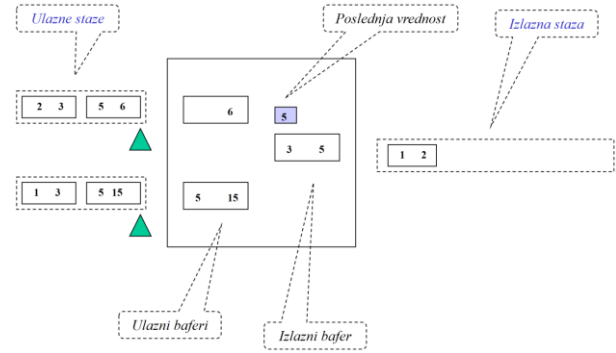 Ulazne staze
Poslednja vrednost
Izlazna staza
2 3
5 6
6
5
3 5
1 2
1 3
5 15
5 15
Ulazni baferi
Izlazni bafer